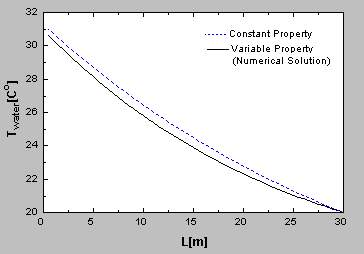 32
30
28
26
24
22
20
T water[C°]
Constant Property
Variable Property
(Numerical Solution)
0
5
10
15
20
25
30
L[m]